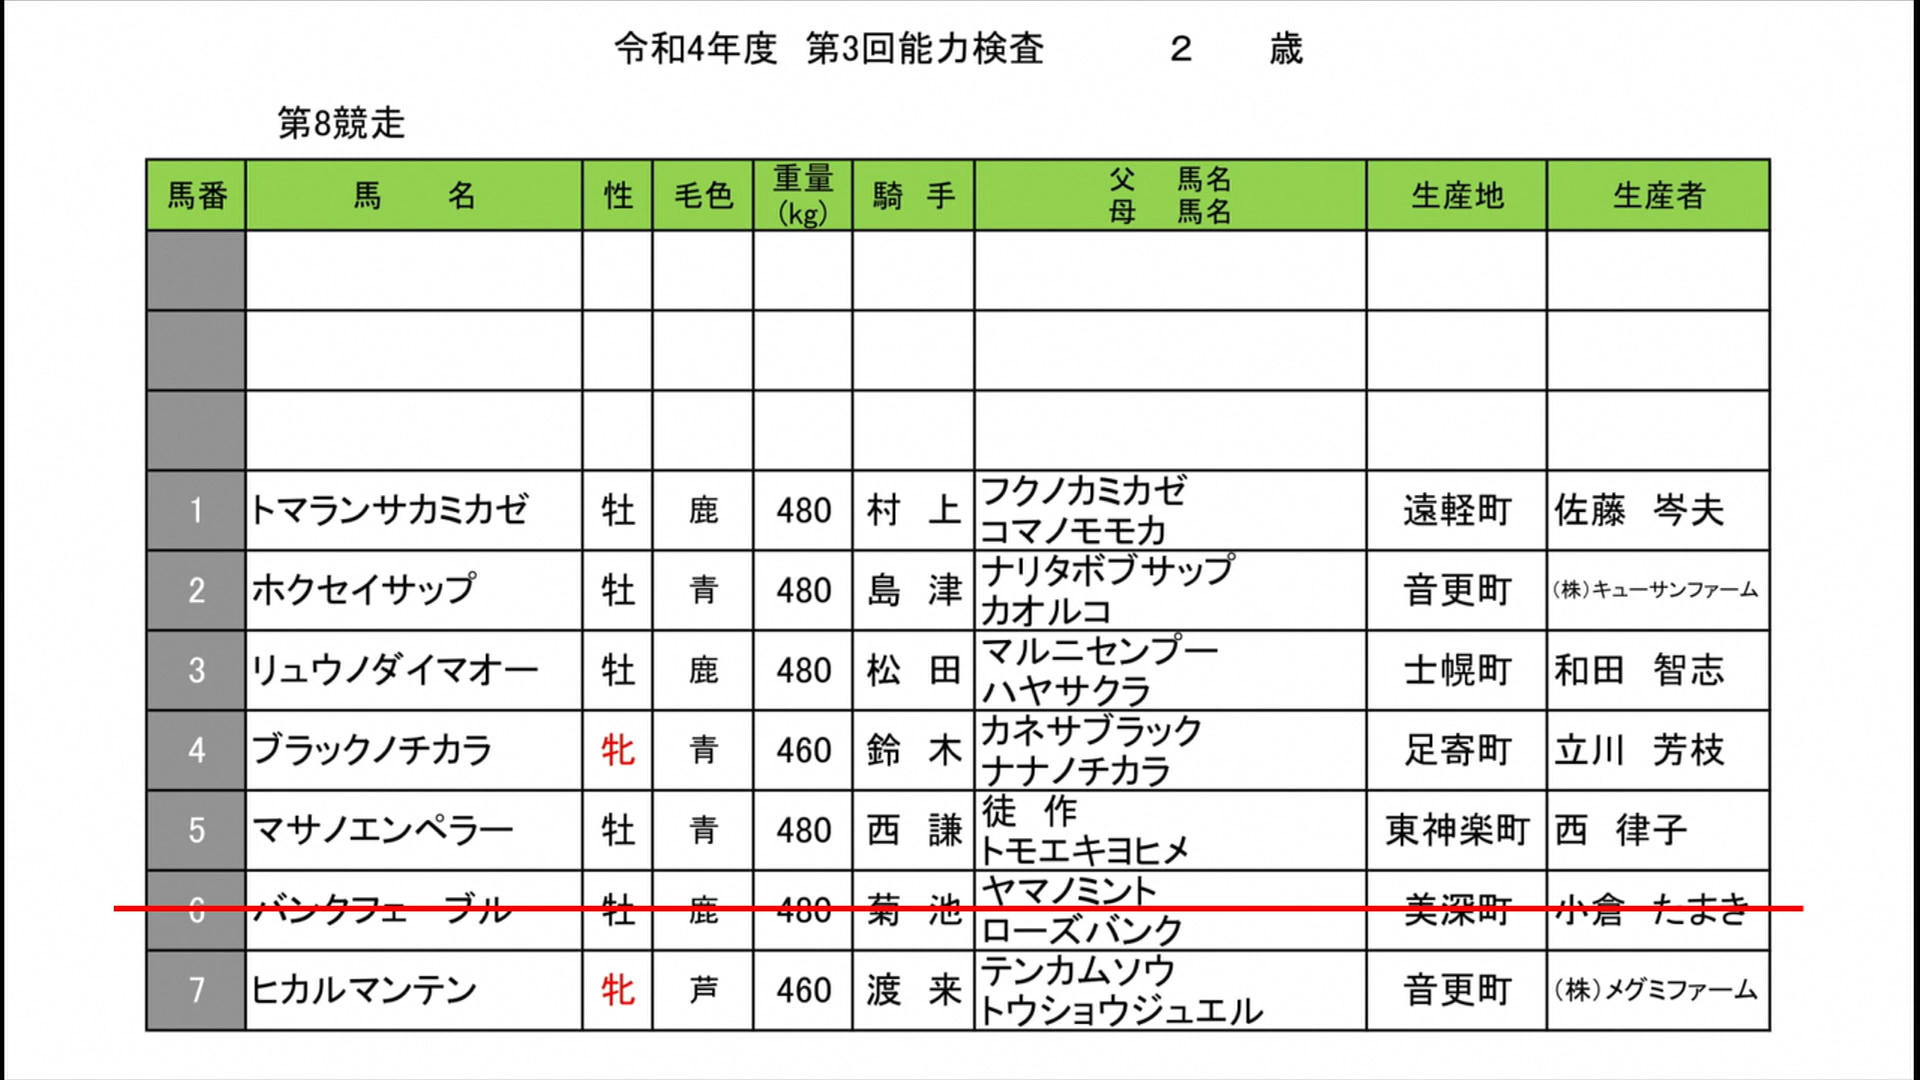 令和4年度 第3回能力検査 2 歳
第8競走
馬番 馬名 性 毛色 重量(kg) 騎手 父 馬名 母 馬名 生産地 生産者
1 トマランサカミカゼ 牡 鹿 480 村上 フクノカミカゼ コマノモモカ 遠軽町 佐藤 岑夫
2 ホクセイサップ 牡 青 480 島津 ナリタボブサップ カオルコ 音更町 (株)キューサンファーム
3 リュウノダイマオー 牡 鹿 480 松田 マルニセンプー ハヤサクラ 士幌町 和田 智志
4 ブラックノチカラ 牝 青 460 鈴木 カネサブラック ナナノチカラ 足寄町 立川 芳枝
5 マサノエンペラー 牡 青 480 西謙 徒作 トモエキヨヒメ 東神楽町 西 律子
6 バンクフェーブル 牡 鹿 480 菊池 ヤマノミント ローズバンク 美深町 小倉 たまき
7 ヒカルマンテン 牝 芦 460 渡来 テンカムソウ トウショウジュエル 音更町 (株)メグミファーム